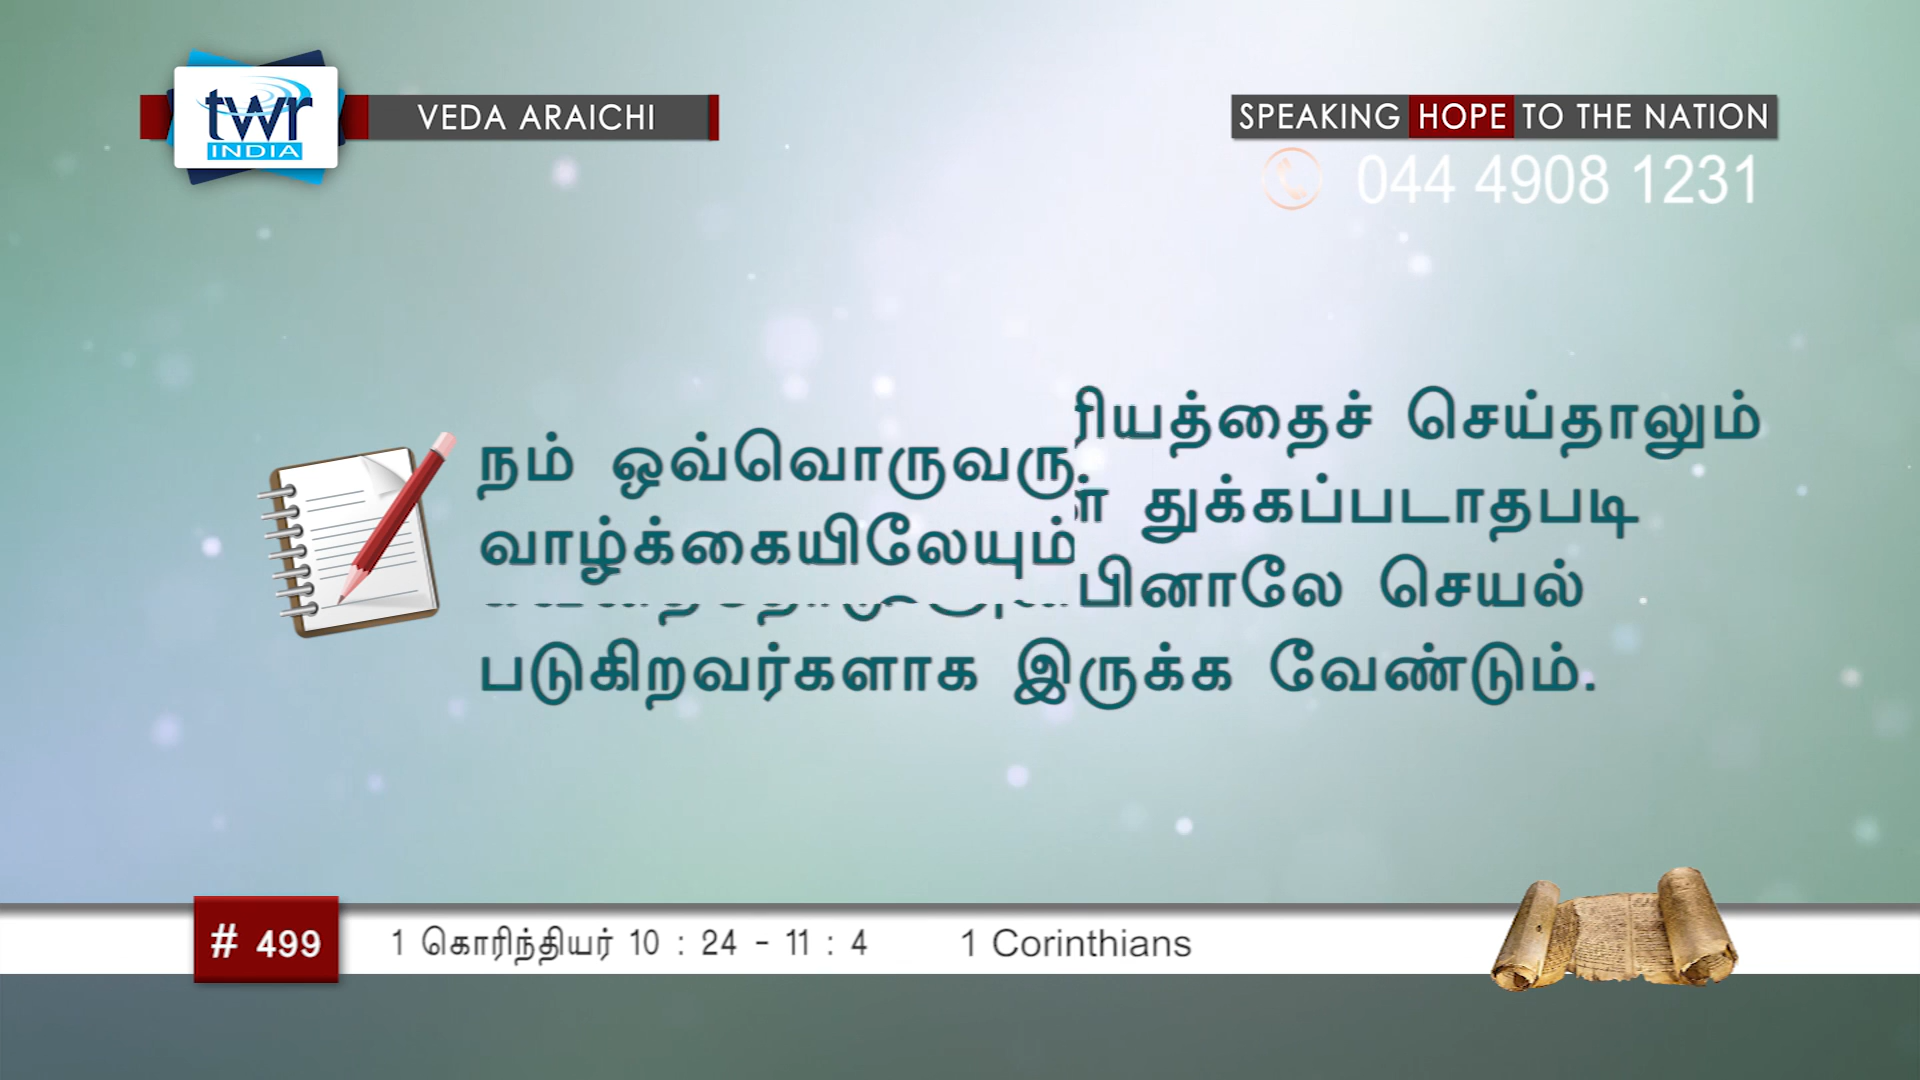 twr
INDIA
VEDA ARAICHI
SPEAKING HOPE TO THE NATION
044 4908 1231
செய்தாலும்
நம் ஒவ்வொருவரு
துக்கப்படாதபடி
வாழ்க்கையிலேயும்
செயல்
படுகிறவர்களாக இருக்க வேண்டும்.
# 499
1 கொரிந்தியர் 10 : 24 - 11 : 4
1 Corinthians